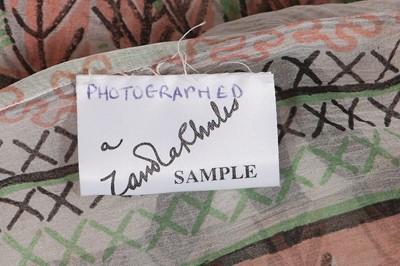 PHOTOGRAPHED
a
Zandra Rhodes
SAMPLE